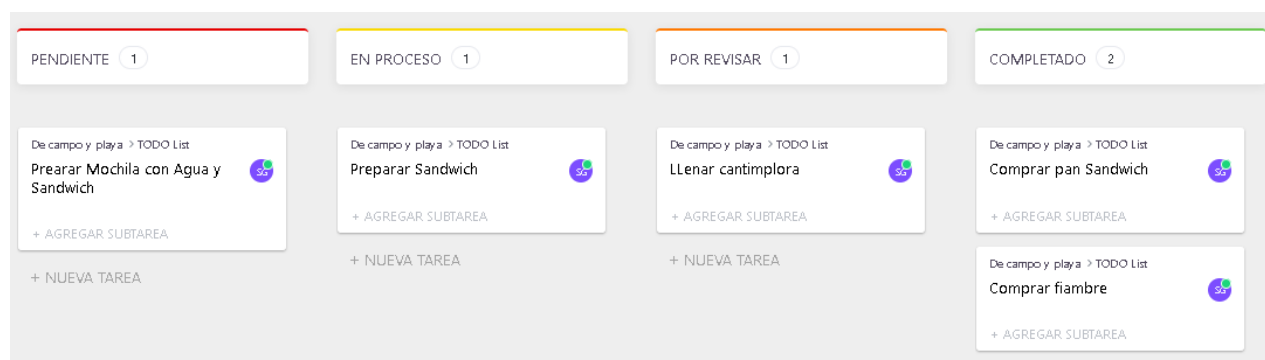 PENDIENTE 1
De campo y playa > TODO List
Prearar Mochila con Agua y
Sandwich
SG
+ AGREGAR SUBTAREA
+ NUEVA TAREA
EN PROCESO 1
De campo y playa > TODO List
Preparar Sandwich
SG
+ AGREGAR SUBTAREA
+ NUEVA TAREA
POR REVISAR 1
De campo y playa > TODO List
LLenar cantimplora
SG
+ AGREGAR SUBTAREA
+ NUEVA TAREA
COMPLETADO 2
De campo y playa > TODO List
Comprar pan Sandwich
SG
+ AGREGAR SUBTAREA
De campo y playa > TODO List
Comprar fiambre
SG
+ AGREGAR SUBTAREA